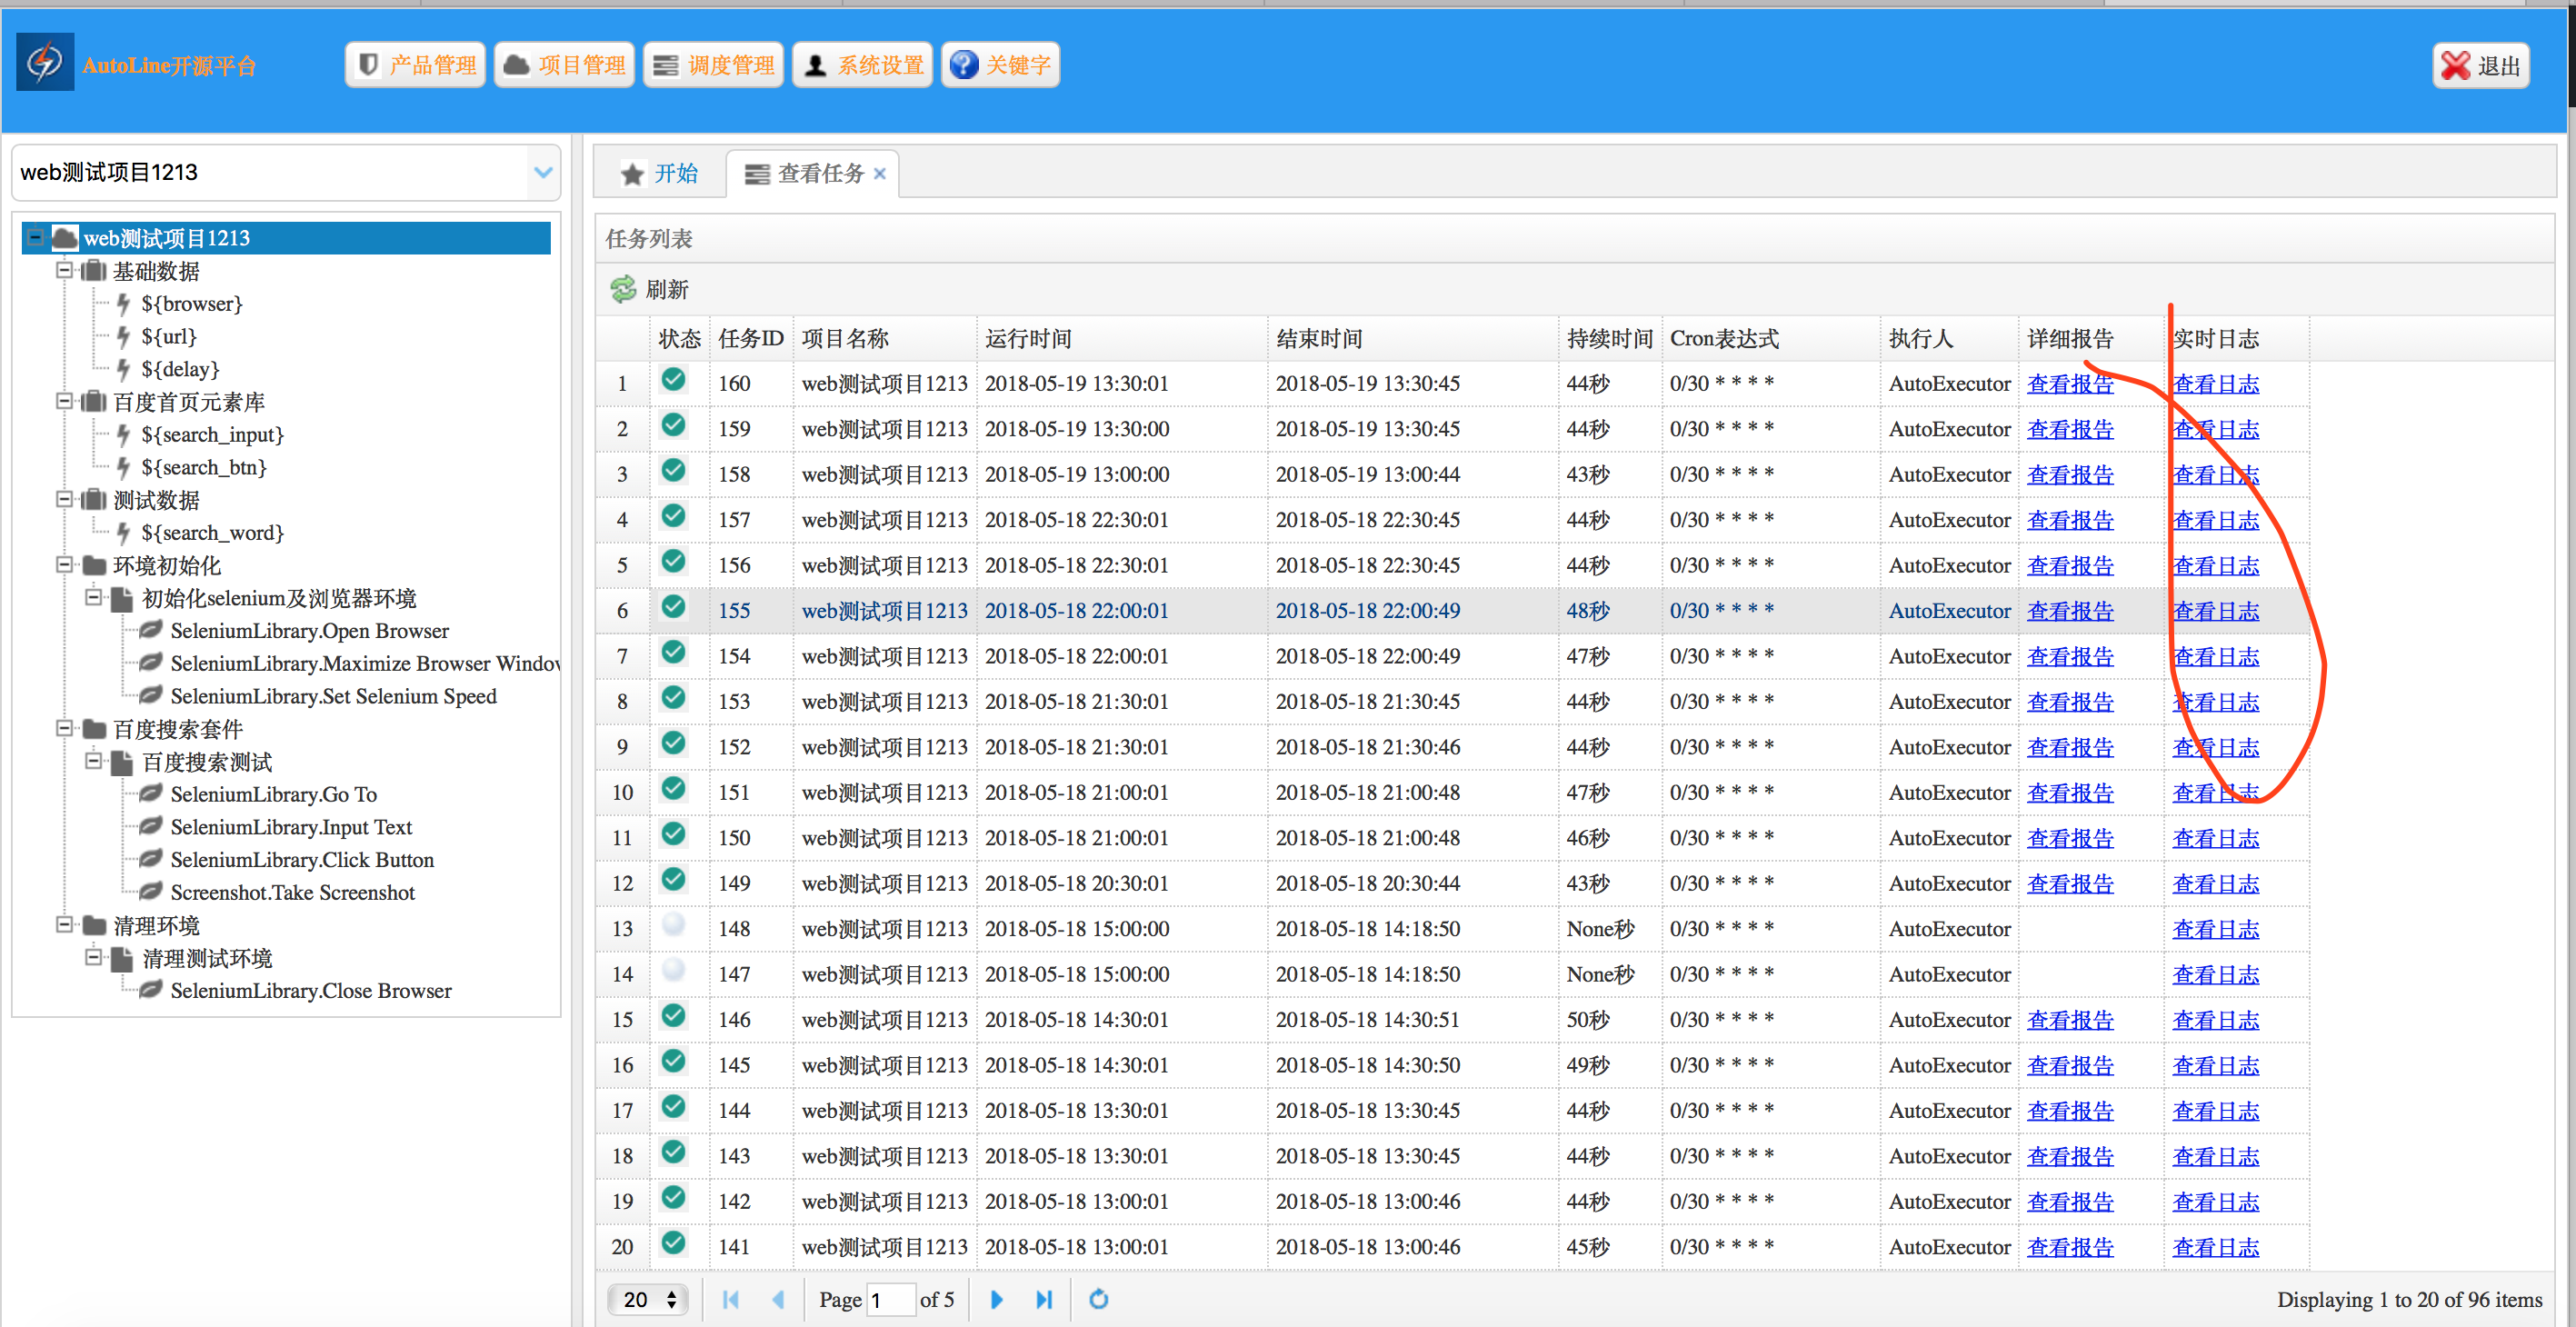 AutoLine开源平台 产品管理 项目管理 调度管理 系统设置 关键字 退出
web测试项目1213
web测试项目1213
基础数据
${browser}
${url}
${delay}
百度首页元素库
${search_input}
${search_btn}
测试数据
${search_word}
环境初始化
初始化selenium及浏览器环境
SeleniumLibrary.Open Browser
SeleniumLibrary.Maximize Browser Window
SeleniumLibrary.Set Selenium Speed
百度搜索套件
百度搜索测试
SeleniumLibrary.Go To
SeleniumLibrary.Input Text
SeleniumLibrary.Click Button
Screenshot.Take Screenshot
清理环境
清理测试环境
SeleniumLibrary.Close Browser
开始 查看任务
任务列表
刷新
状态 任务ID 项目名称 运行时间 结束时间 持续时间 Cron表达式 执行人 详细报告 实时日志
1 160 web测试项目1213 2018-05-19 13:30:01 2018-05-19 13:30:45 44秒 0/30 * * * * AutoExecutor 查看报告 查看日志
2 159 web测试项目1213 2018-05-19 13:30:00 2018-05-19 13:30:45 44秒 0/30 * * * * AutoExecutor 查看报告 查看日志
3 158 web测试项目1213 2018-05-19 13:00:00 2018-05-19 13:00:44 43秒 0/30 * * * * AutoExecutor 查看报告 查看日志
4 157 web测试项目1213 2018-05-18 22:30:01 2018-05-18 22:30:45 44秒 0/30 * * * * AutoExecutor 查看报告 查看日志
5 156 web测试项目1213 2018-05-18 22:30:01 2018-05-18 22:30:45 44秒 0/30 * * * * AutoExecutor 查看报告 查看日志
6 155 web测试项目1213 2018-05-18 22:00:01 2018-05-18 22:00:49 48秒 0/30 * * * * AutoExecutor 查看报告 查看日志
7 154 web测试项目1213 2018-05-18 22:00:01 2018-05-18 22:00:49 47秒 0/30 * * * * AutoExecutor 查看报告 查看日志
8 153 web测试项目1213 2018-05-18 21:30:01 2018-05-18 21:30:45 44秒 0/30 * * * * AutoExecutor 查看报告 查看日志
9 152 web测试项目1213 2018-05-18 21:30:01 2018-05-18 21:30:46 44秒 0/30 * * * * AutoExecutor 查看报告 查看日志
10 151 web测试项目1213 2018-05-18 21:00:01 2018-05-18 21:00:48 47秒 0/30 * * * * AutoExecutor 查看报告 查看日志
11 150 web测试项目1213 2018-05-18 21:00:01 2018-05-18 21:00:48 46秒 0/30 * * * * AutoExecutor 查看报告 查看日志
12 149 web测试项目1213 2018-05-18 20:30:01 2018-05-18 20:30:44 43秒 0/30 * * * * AutoExecutor 查看报告 查看日志
13 148 web测试项目1213 2018-05-18 15:00:00 2018-05-18 14:18:50 None秒 0/30 * * * * AutoExecutor 查看日志
14 147 web测试项目1213 2018-05-18 15:00:00 2018-05-18 14:18:50 None秒 0/30 * * * * AutoExecutor 查看日志
15 146 web测试项目1213 2018-05-18 14:30:01 2018-05-18 14:30:51 50秒 0/30 * * * * AutoExecutor 查看报告 查看日志
16 145 web测试项目1213 2018-05-18 14:30:01 2018-05-18 14:30:50 49秒 0/30 * * * * AutoExecutor 查看报告 查看日志
17 144 web测试项目1213 2018-05-18 13:30:01 2018-05-18 13:30:45 44秒 0/30 * * * * AutoExecutor 查看报告 查看日志
18 143 web测试项目1213 2018-05-18 13:30:01 2018-05-18 13:30:45 44秒 0/30 * * * * AutoExecutor 查看报告 查看日志
19 142 web测试项目1213 2018-05-18 13:00:01 2018-05-18 13:00:46 44秒 0/30 * * * * AutoExecutor 查看报告 查看日志
20 141 web测试项目1213 2018-05-18 13:00:01 2018-05-18 13:00:46 45秒 0/30 * * * * AutoExecutor 查看报告 查看日志
20 Page 1 of 5 Displaying 1 to 20 of 96 items